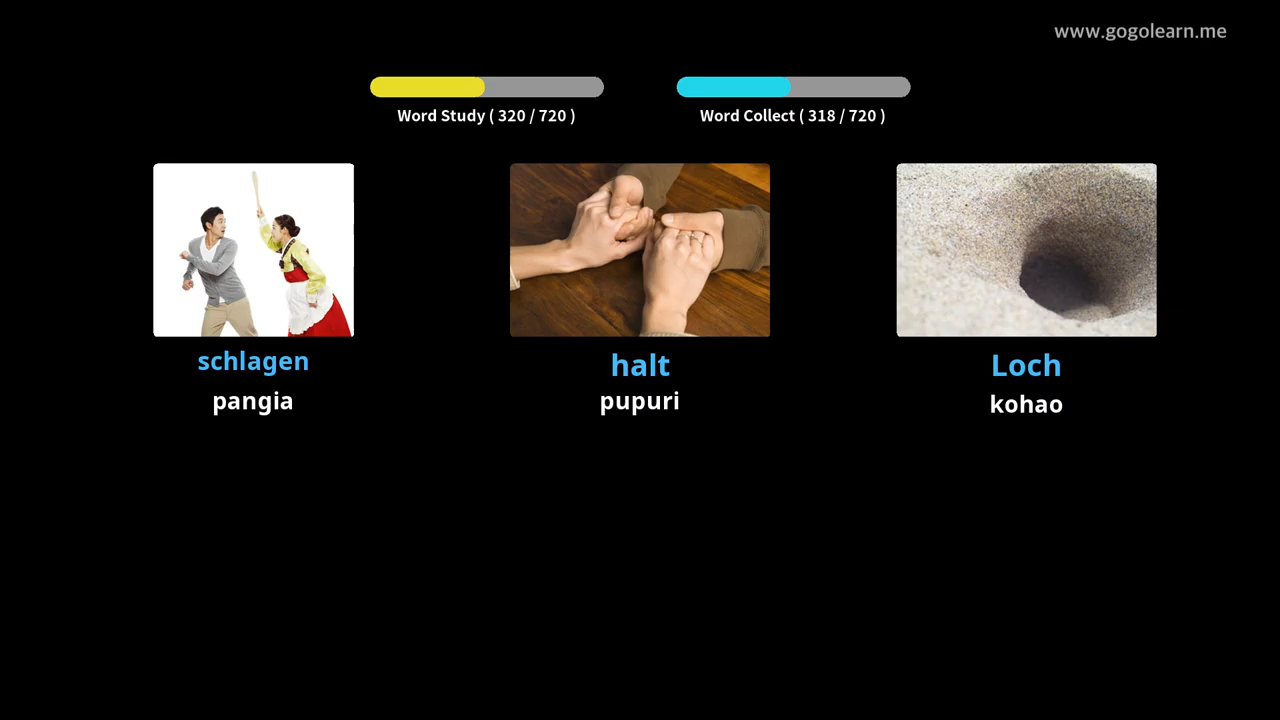 www.gogolearn.me
Word Study ( 320 / 720 )
Word Collect ( 318 / 720 )
schlagen
pangia
halt
pupuri
Loch
kohao